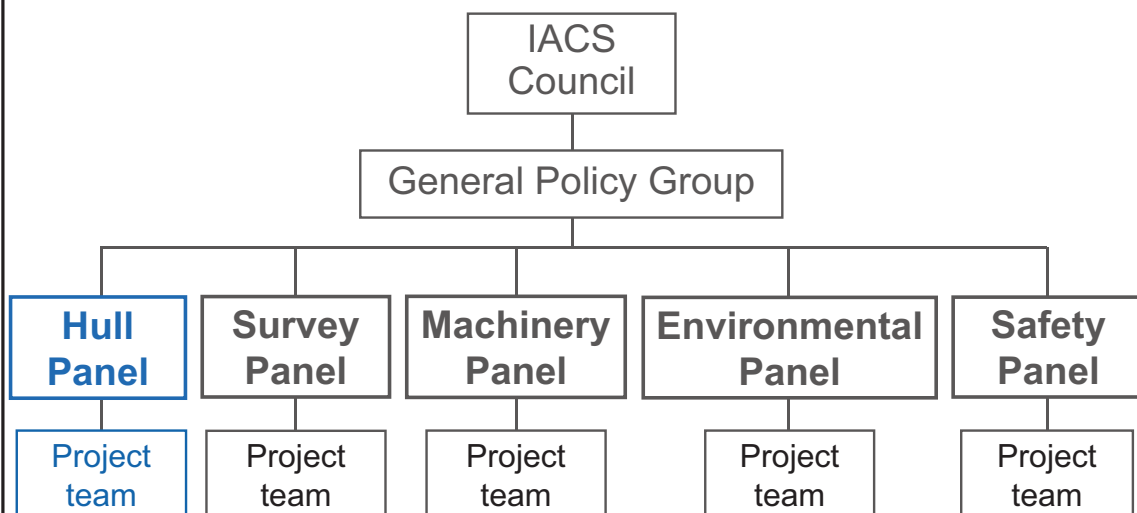 IACS
Council
General Policy Group
Hull
Panel
Survey
Panel
Machinery
Panel
Environmental
Panel
Safety
Panel
Project
team
Project
team
Project
team
Project
team
Project
team